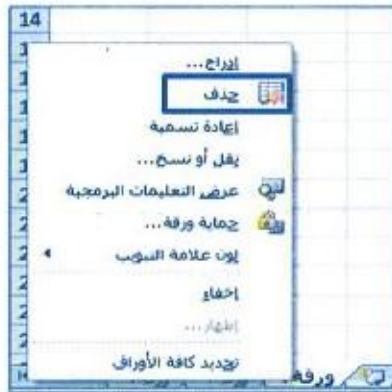 14
إدراج...
حذف
إعادة تسمية
نقل أو نسخ...
عرض التعليمات البرمجية
حماية ورقة...
لون علامة التبويب
إخفاء
إظهار...
تحديد كافة الأوراق
ورقة